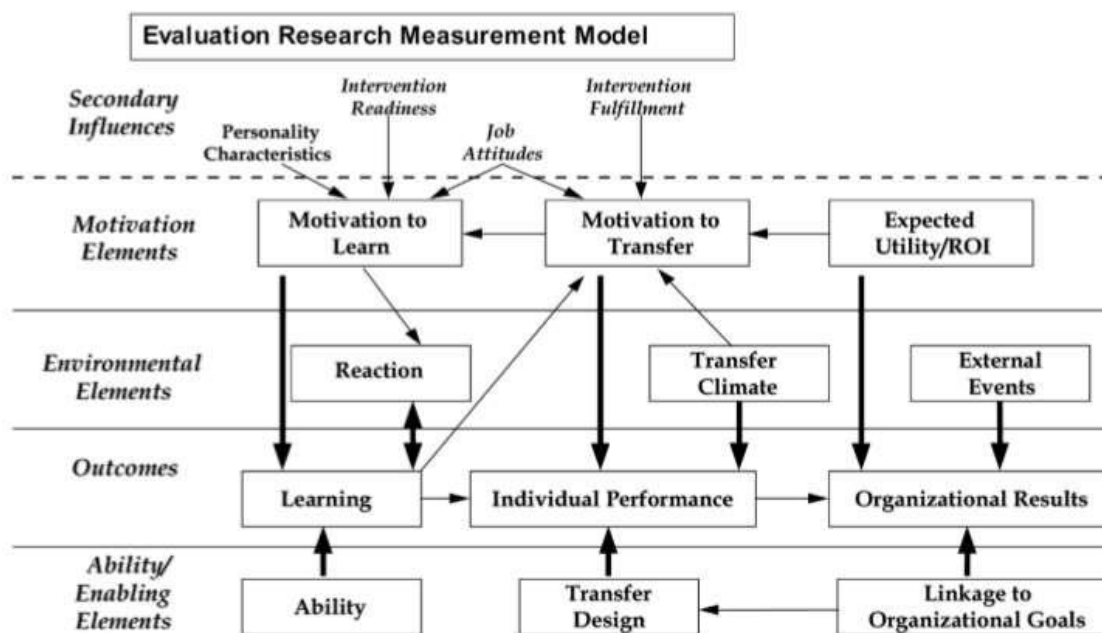 Evaluation Research Measurement Model
Secondary
Influences
Intervention
Readiness
Intervention
Fulfillment
Personality
Characteristics
Job
Attitudes
Motivation
Elements
Motivation to
Learn
Motivation to
Transfer
Expected
Utility/ROI
Environmental
Elements
Reaction
Transfer
Climate
External
Events
Outcomes
Learning
Individual Performance
Organizational Results
Ability/
Enabling
Elements
Ability
Transfer
Design
Linkage to
Organizational Goals